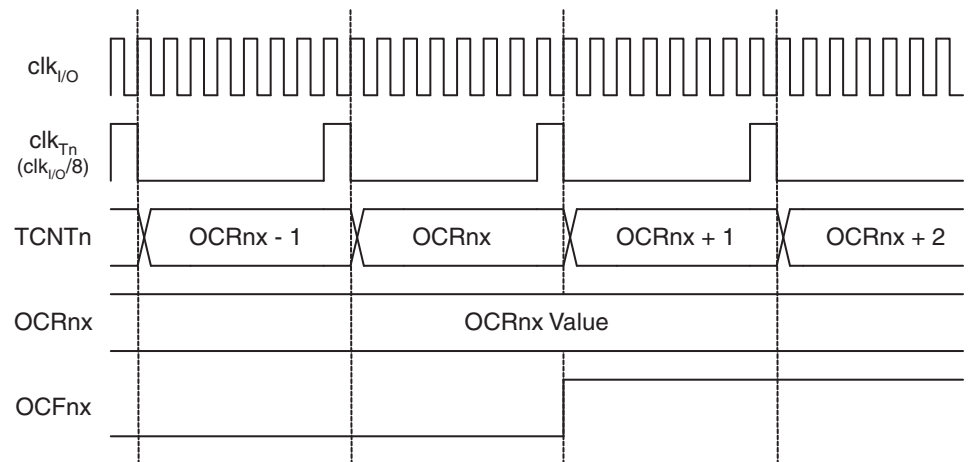 clkI/O
clkTn
(clkI/O/8)
TCNTn
OCRnx - 1
OCRnx
OCRnx + 1
OCRnx + 2
OCRnx
OCRnx Value
OCFnx